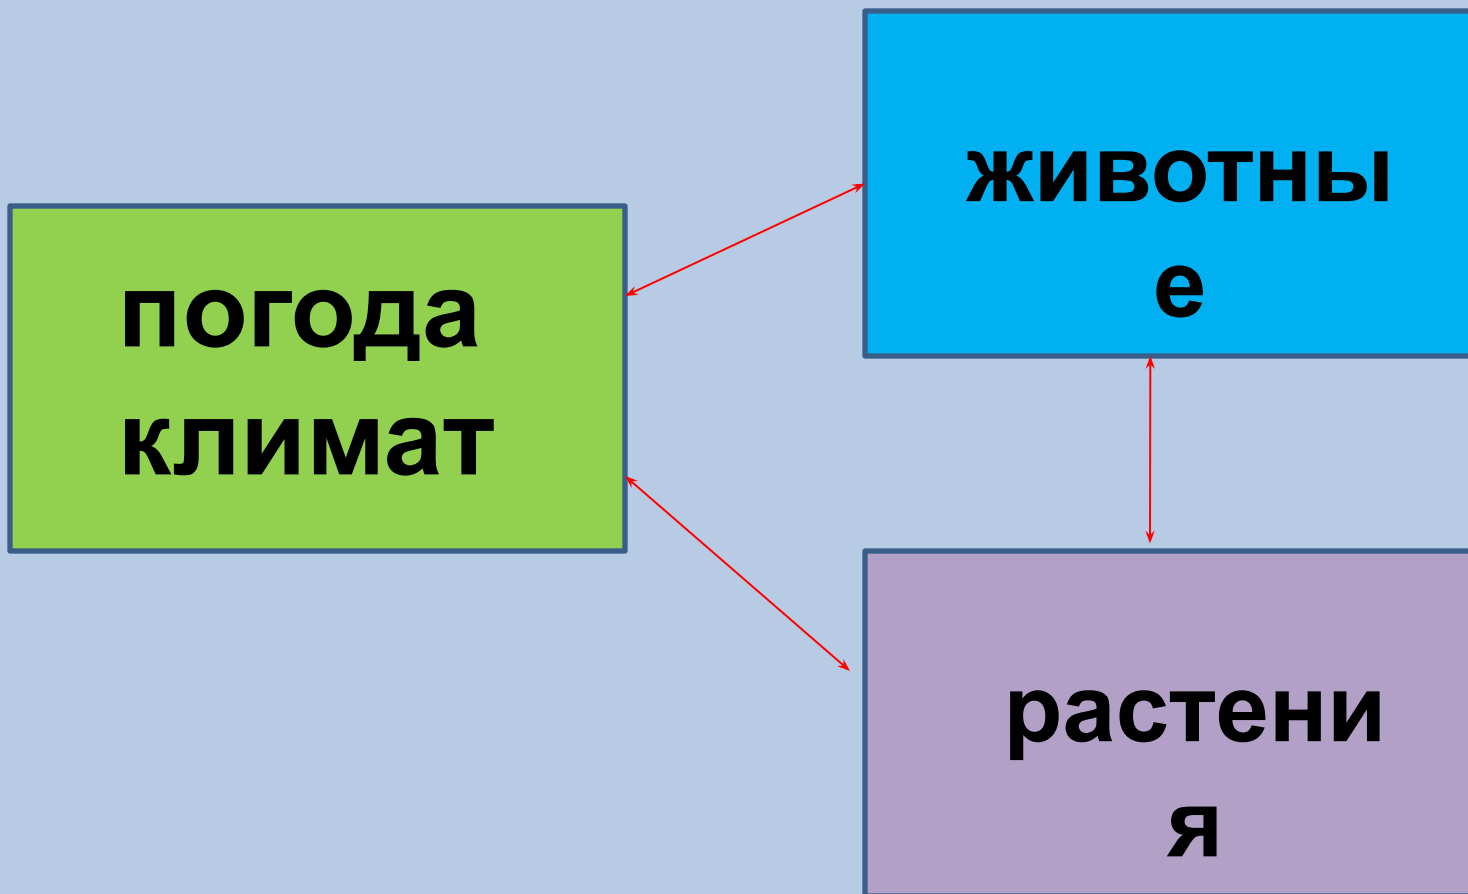 погода
климат
животны
е
растени
я